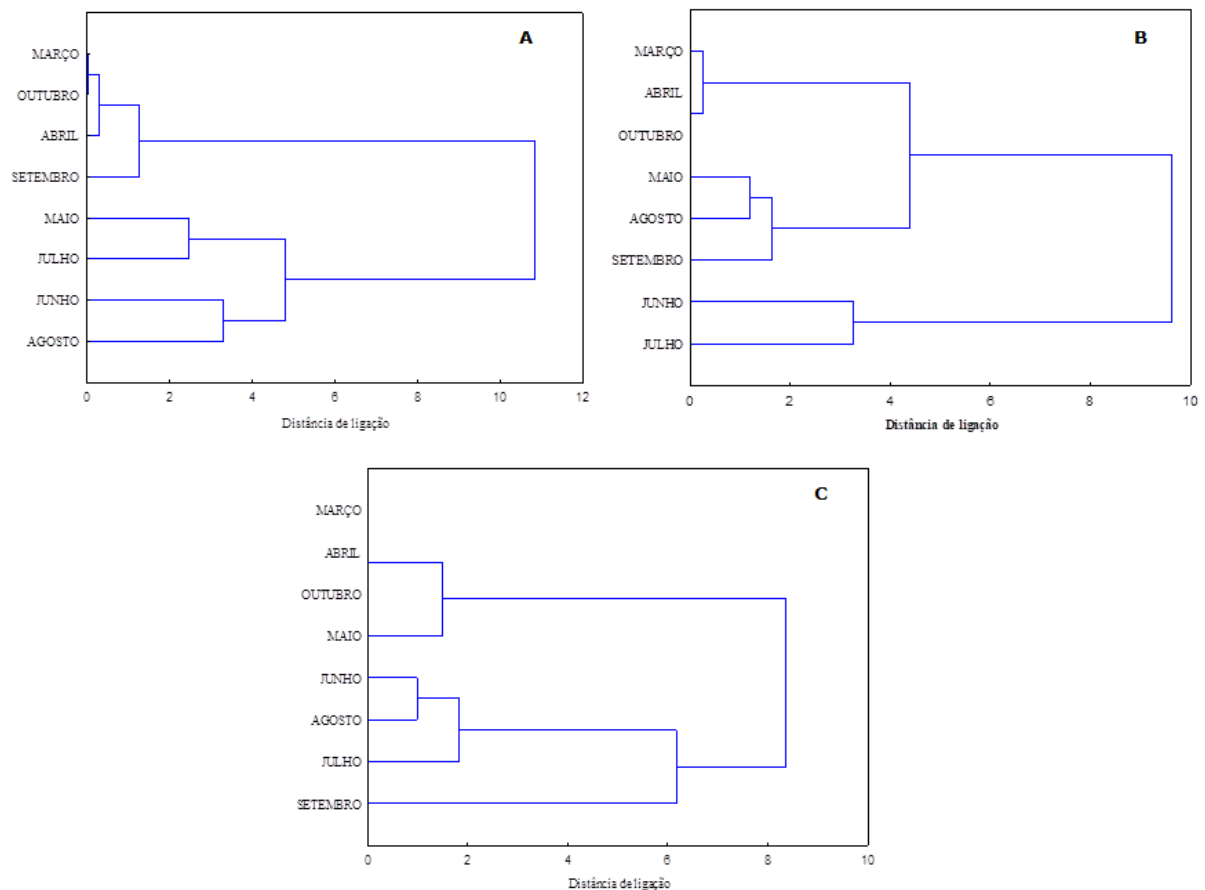 A
MARÇO
OUTUBRO
ABRIL
SETEMBRO
MAIO
JULHO
JUNHO
AGOSTO
0 2 4 6 8 10 12
Distância de ligação
B
MARÇO
ABRIL
OUTUBRO
MAIO
AGOSTO
SETEMBRO
JUNHO
JULHO
0 2 4 6 8 10
Distância de ligação
C
MARÇO
ABRIL
OUTUBRO
MAIO
JUNHO
AGOSTO
JULHO
SETEMBRO
0 2 4 6 8 10
Distância de ligação